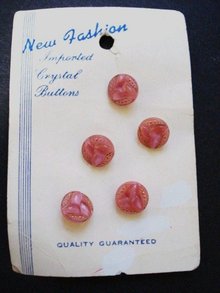 New Fashion
Imported
Crystal
Buttons
QUALITY GUARANTEED